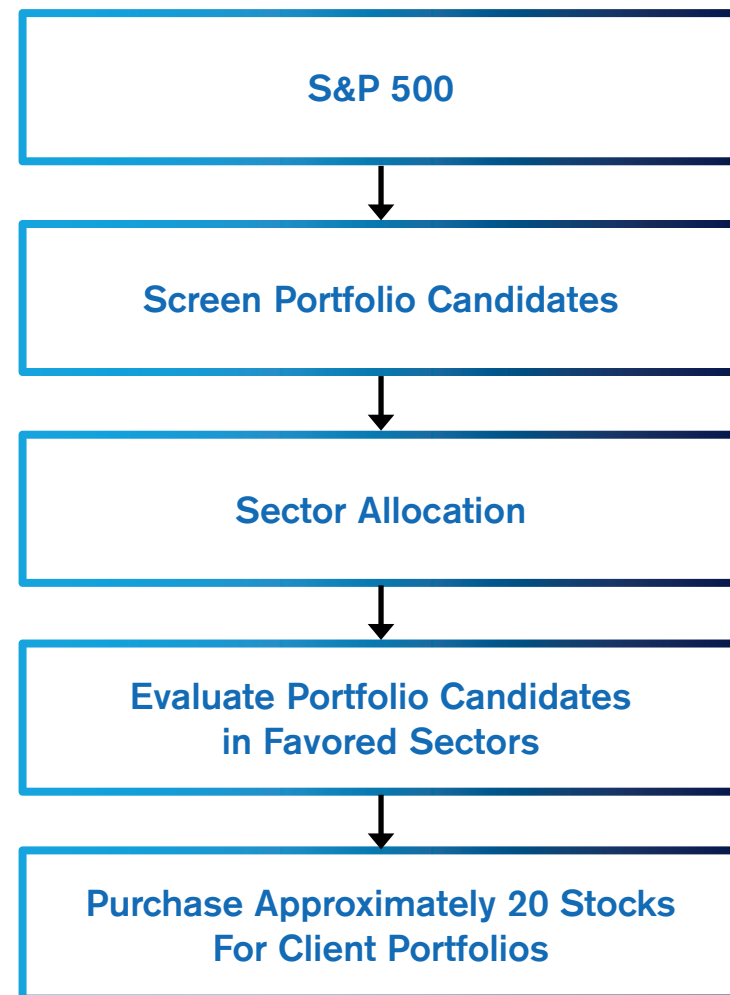 S&P 500
Screen Portfolio Candidates
Sector Allocation
Evaluate Portfolio Candidates
in Favored Sectors
Purchase Approximately 20 Stocks
For Client Portfolios